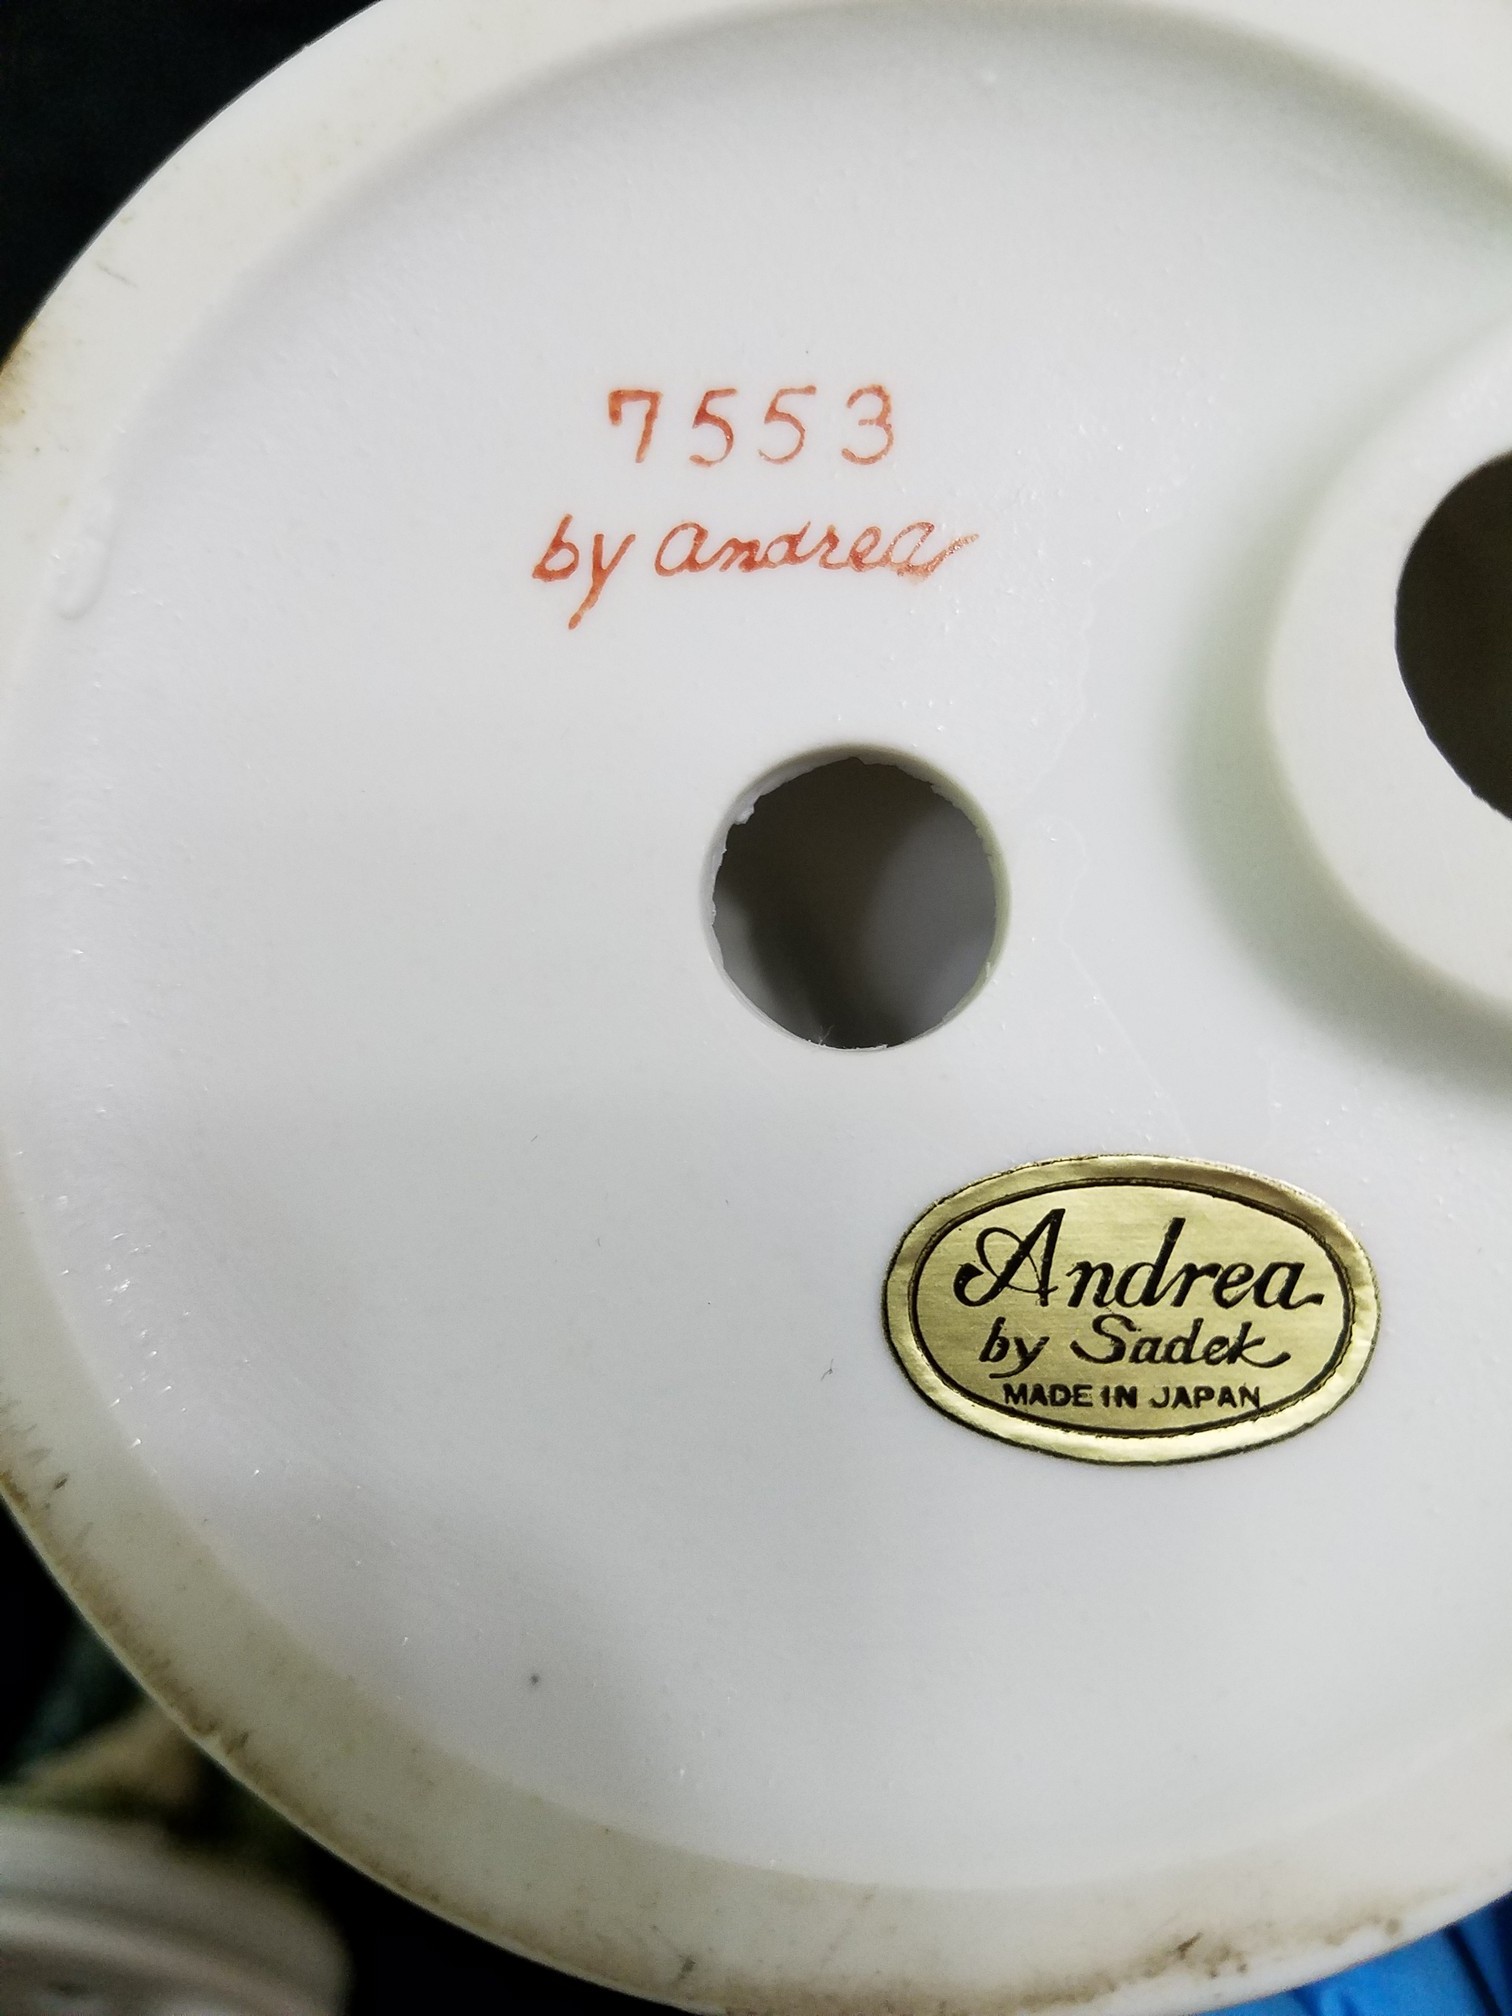 7553
by andrea
Andrea
by Sadek
MADE IN JAPAN